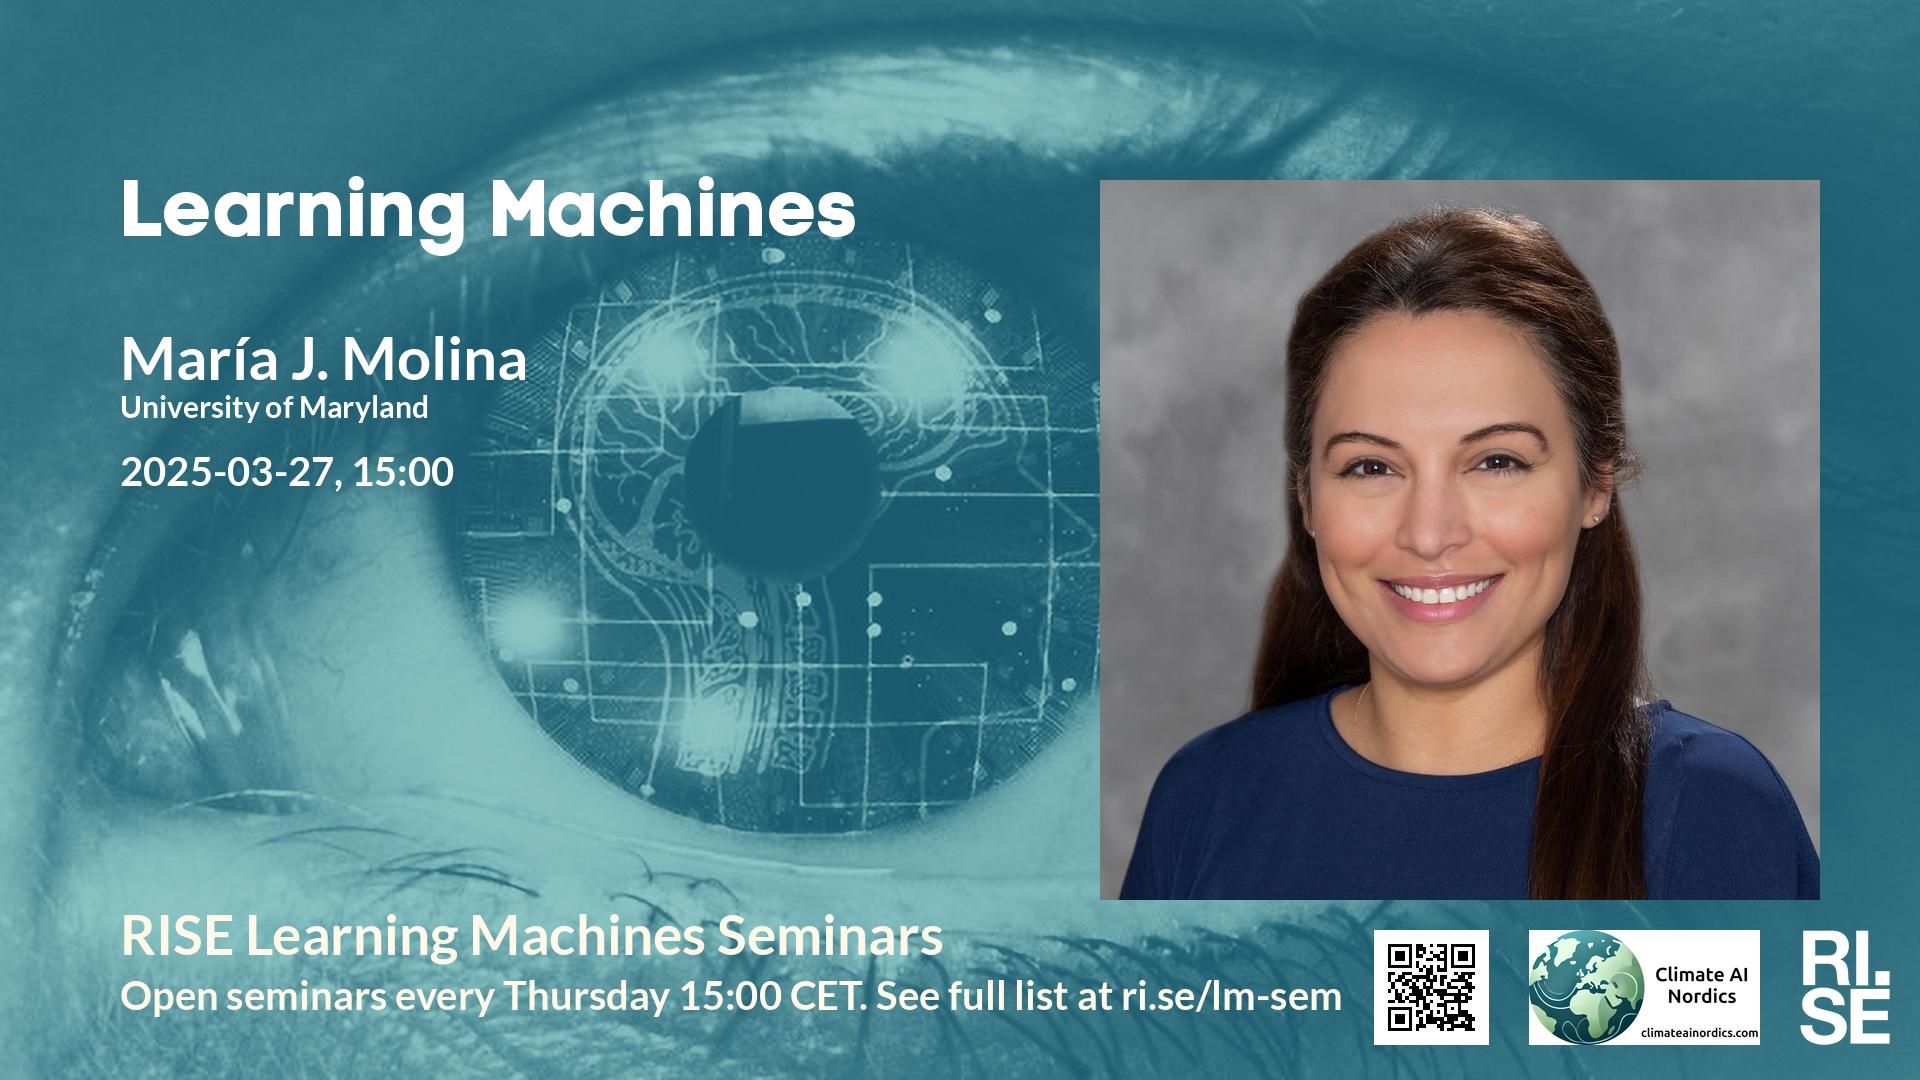 Learning Machines
María J. Molina
University of Maryland
2025-03-27, 15:00
RISE Learning Machines Seminars
Open seminars every Thursday 15:00 CET. See full list at ri.se/lm-sem
Climate AI
Nordics
climateainordics.com
RI.
SE